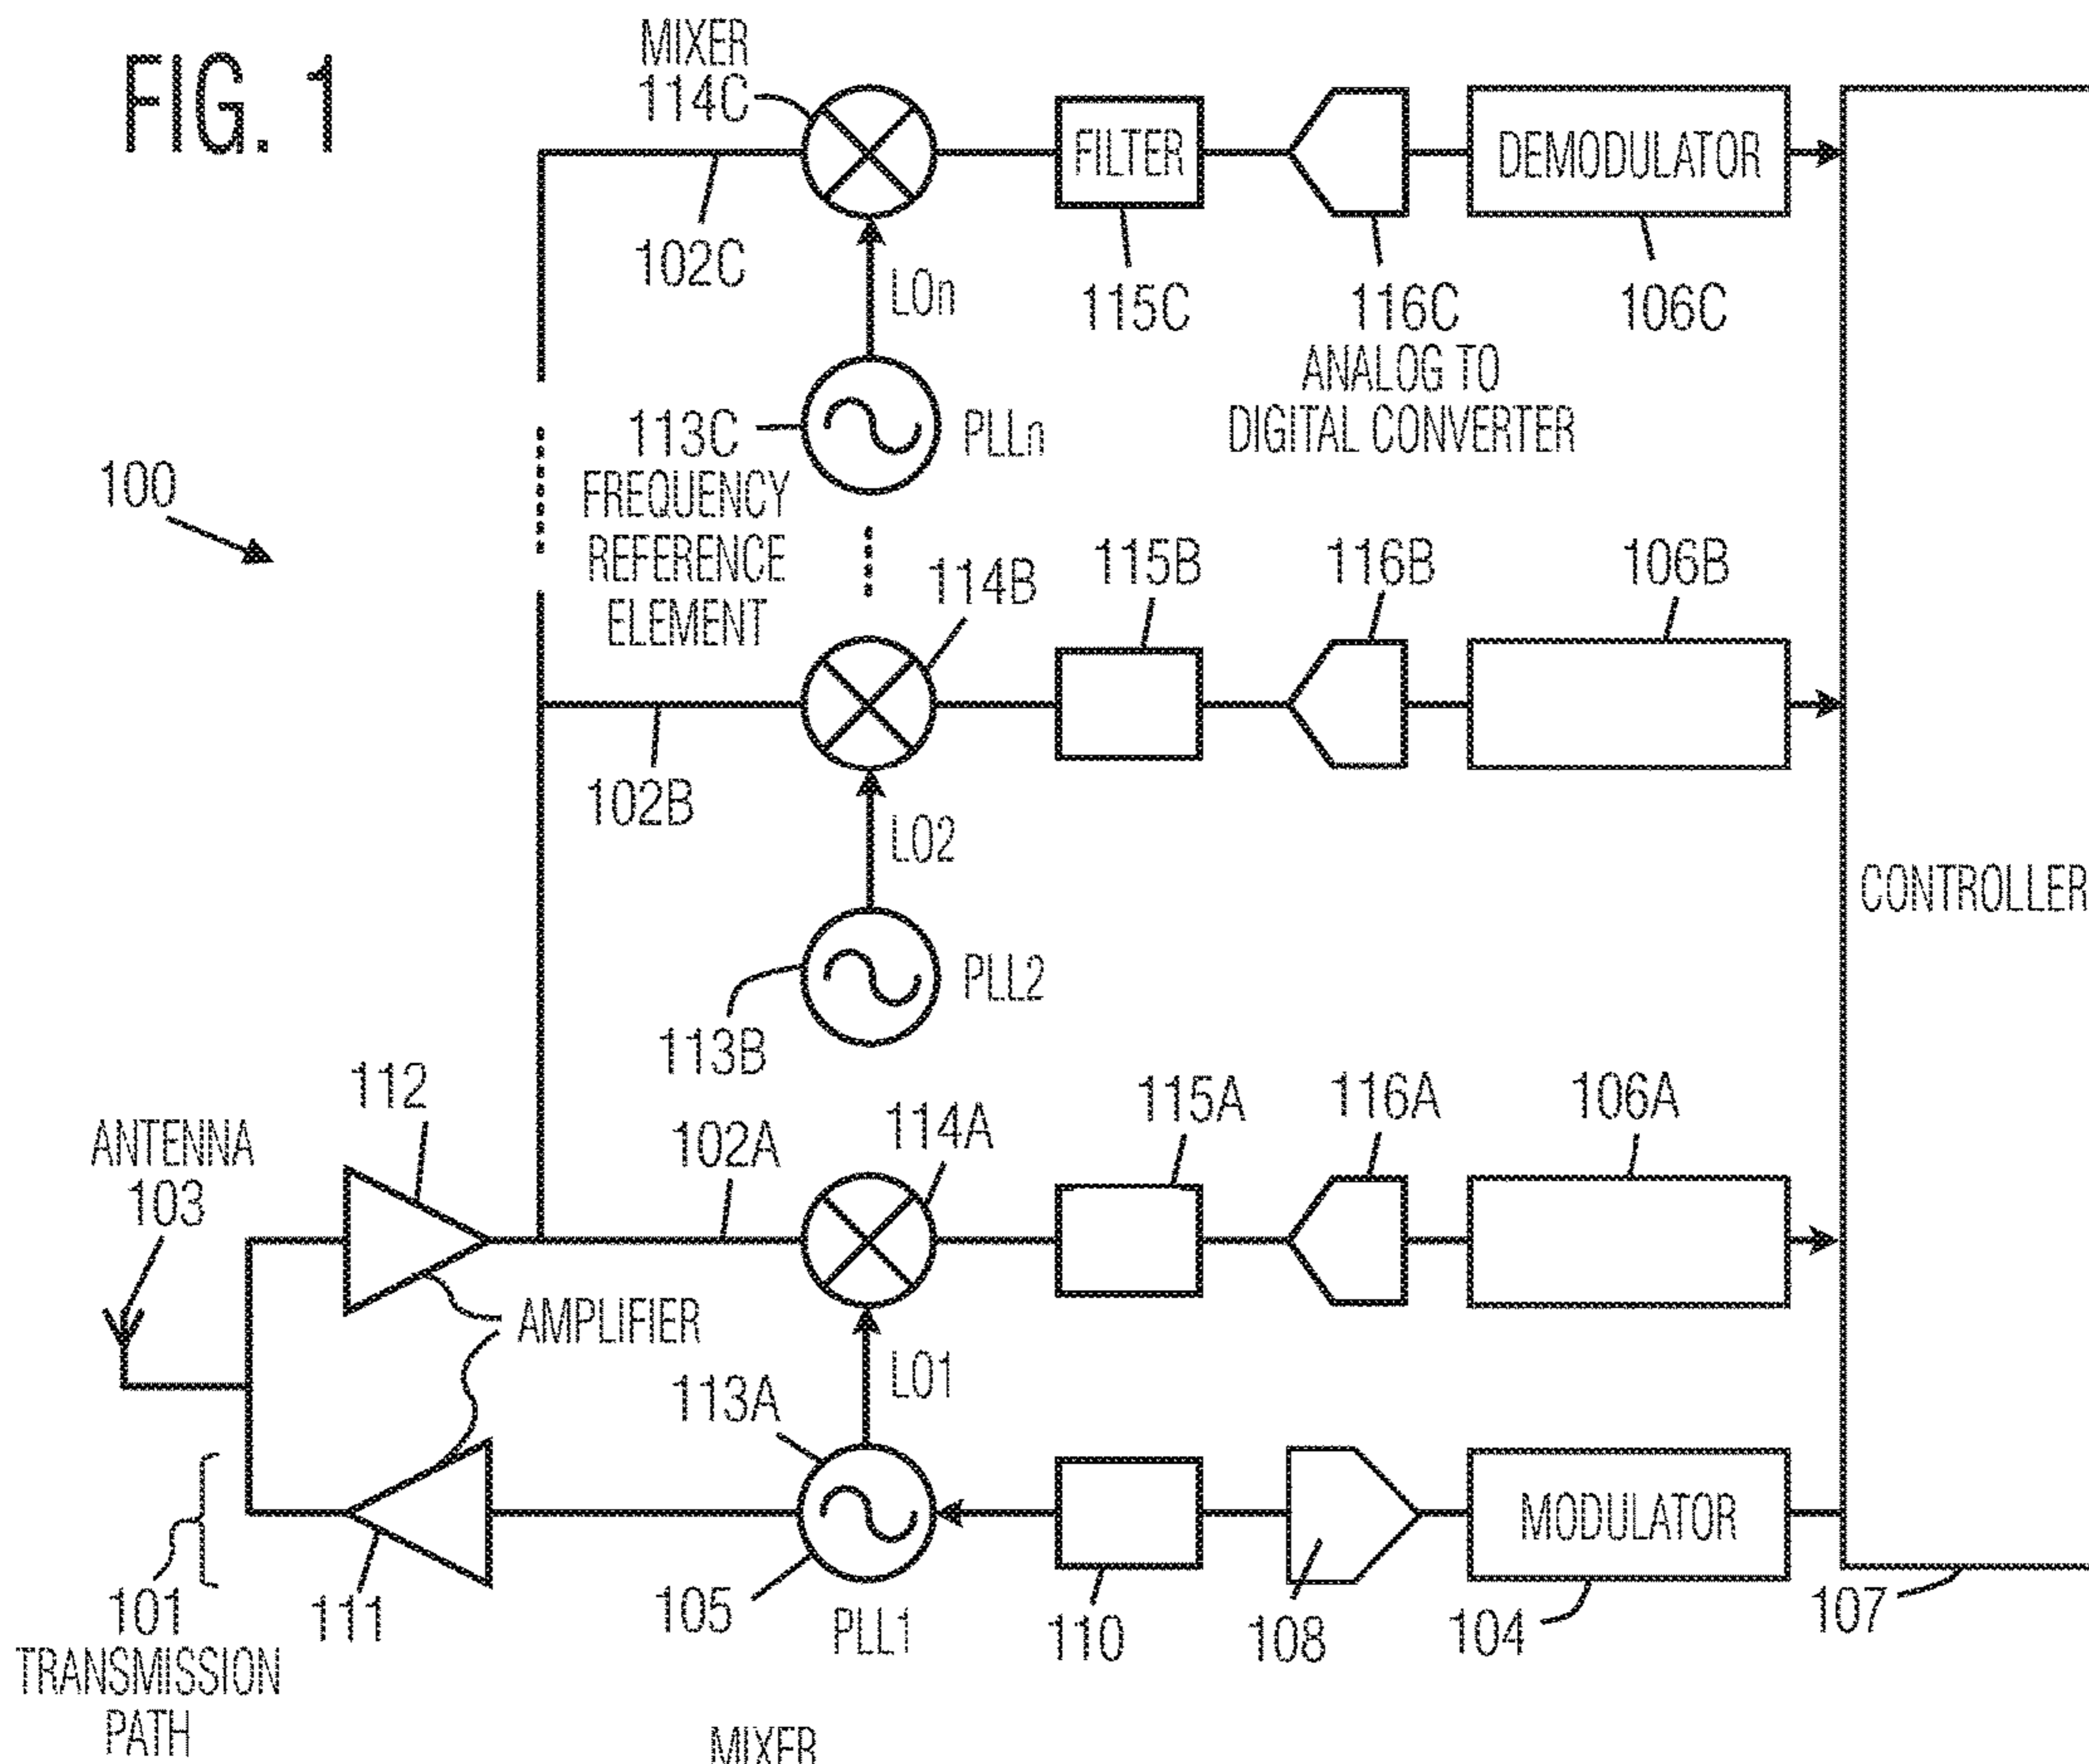 FIG. 1
MIXER
114C
FILTER
DEMODULATOR
102C
LOn
115C
116C
106C
ANALOG TO
DIGITAL CONVERTER
113C
PLLn
FREQUENCY
REFERENCE
ELEMENT
100
114B
115B
116B
106B
102B
LO2
CONTROLLER
PLL2
113B
112
102A
114A
115A
116A
106A
ANTENNA
103
AMPLIFIER
LO1
113A
MODULATOR
101
111
105
PLL1
110
108
104
107
TRANSMISSION
PATH
MIXER